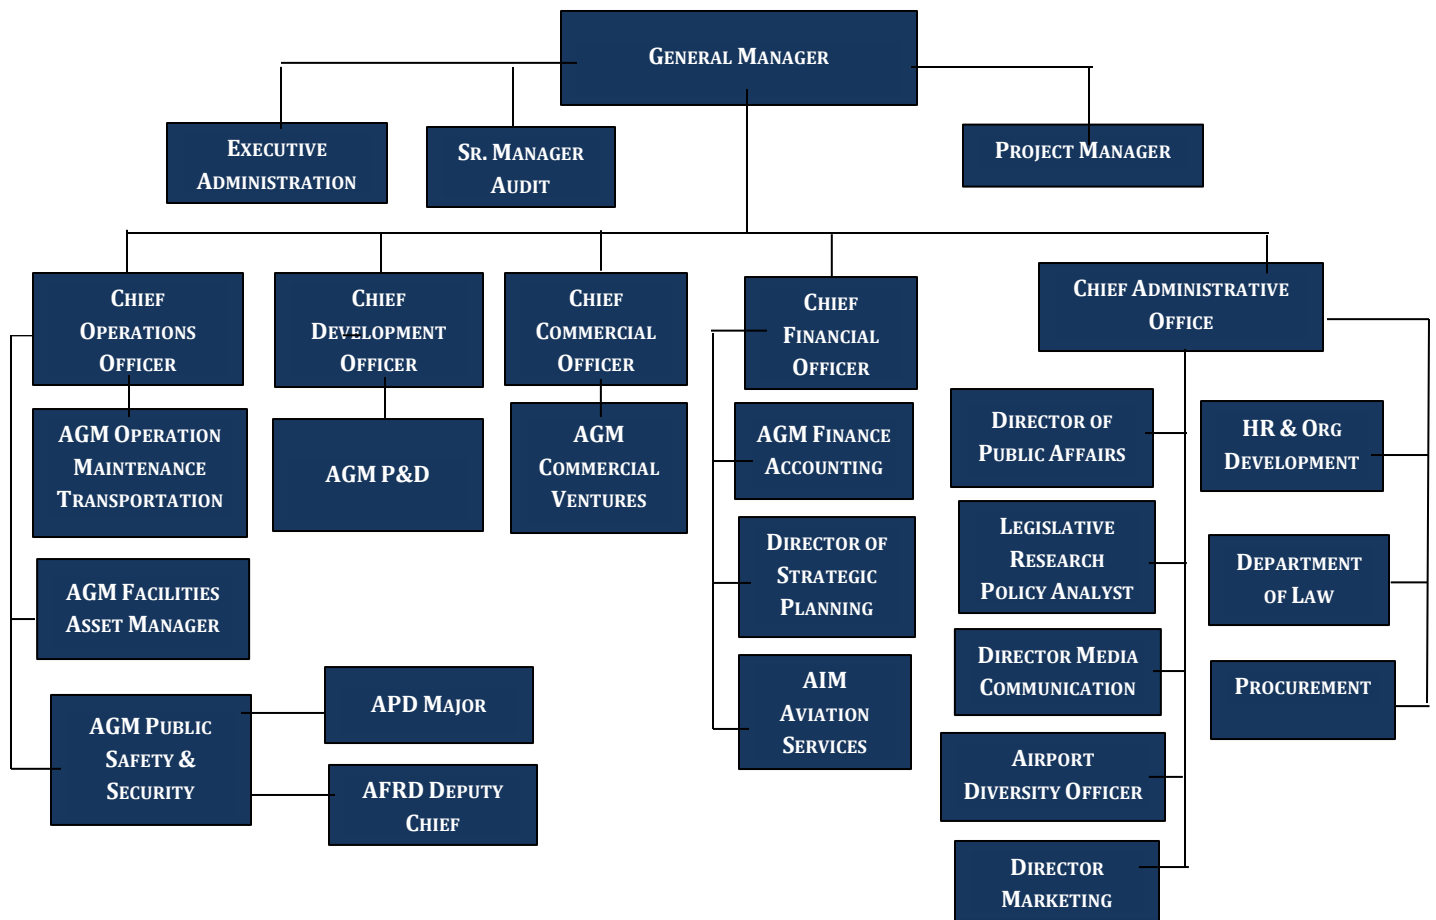 GENERAL MANAGER
EXECUTIVE
ADMINISTRATION
SR. MANAGER
AUDIT
PROJECT MANAGER
CHIEF
OPERATIONS
OFFICER
CHIEF
DEVELOPMENT
OFFICER
CHIEF
COMMERCIAL
OFFICER
CHIEF
FINANCIAL
OFFICER
CHIEF ADMINISTRATIVE
OFFICE
AGM OPERATION
MAINTENANCE
TRANSPORTATION
AGM P&D
AGM
COMMERCIAL
VENTURES
AGM FINANCE
ACCOUNTING
DIRECTOR OF
PUBLIC AFFAIRS
HR & ORG
DEVELOPMENT
AGM FACILITIES
ASSET MANAGER
DIRECTOR OF
STRATEGIC
PLANNING
LEGISLATIVE
RESEARCH
POLICY ANALYST
DEPARTMENT
OF LAW
AGM PUBLIC
SAFETY &
SECURITY
APD MAJOR
AFRD DEPUTY
CHIEF
AIM
AVIATION
SERVICES
DIRECTOR MEDIA
COMMUNICATION
PROCUREMENT
AIRPORT
DIVERSITY OFFICER
DIRECTOR
MARKETING